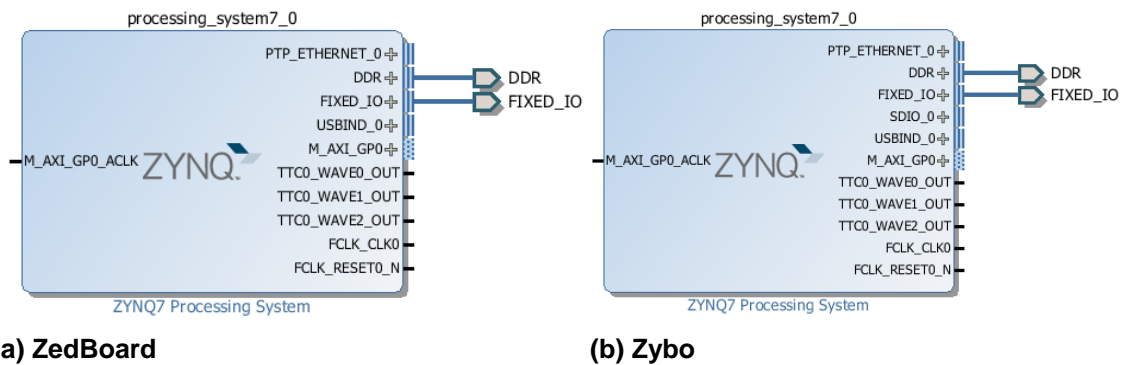 processing_system7_0
PTP_ETHERNET_0
DDR
FIXED_IO
USBIND_0
M_AXI_GP0
TTC0_WAVE0_OUT
TTC0_WAVE1_OUT
TTC0_WAVE2_OUT
FCLK_CLK0
FCLK_RESET0_N
M_AXI_GP0_ACLK
ZYNQ
DDR
FIXED_IO
ZYNQ7 Processing System
a) ZedBoard
processing_system7_0
PTP_ETHERNET_0
DDR
FIXED_IO
SDIO_0
USBIND_0
M_AXI_GP0
TTC0_WAVE0_OUT
TTC0_WAVE1_OUT
TTC0_WAVE2_OUT
FCLK_CLK0
FCLK_RESET0_N
M_AXI_GP0_ACLK
ZYNQ
DDR
FIXED_IO
ZYNQ7 Processing System
(b) Zybo